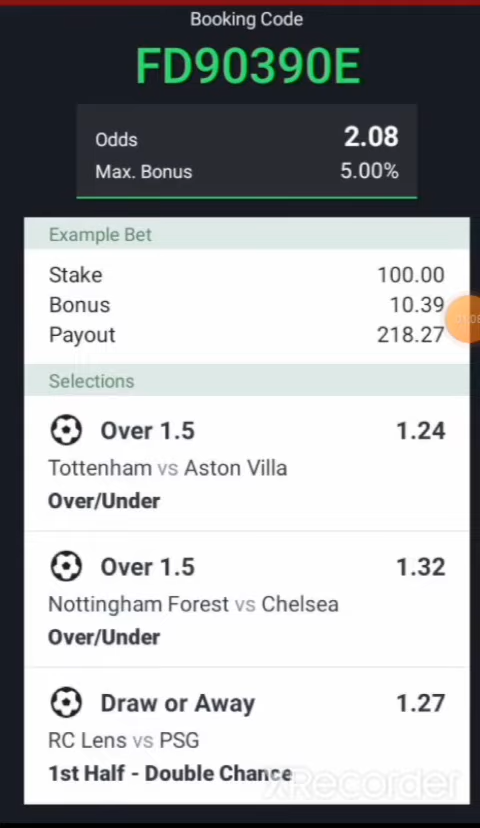 Booking Code
FD90390E
Odds 2.08
Max. Bonus 5.00%
Example Bet
Stake 100.00
Bonus 10.39
Payout 218.27
Selections
Over 1.5 1.24
Tottenham vs Aston Villa
Over/Under
Over 1.5 1.32
Nottingham Forest vs Chelsea
Over/Under
Draw or Away 1.27
RC Lens vs PSG
1st Half - Double Chance
XRecorder